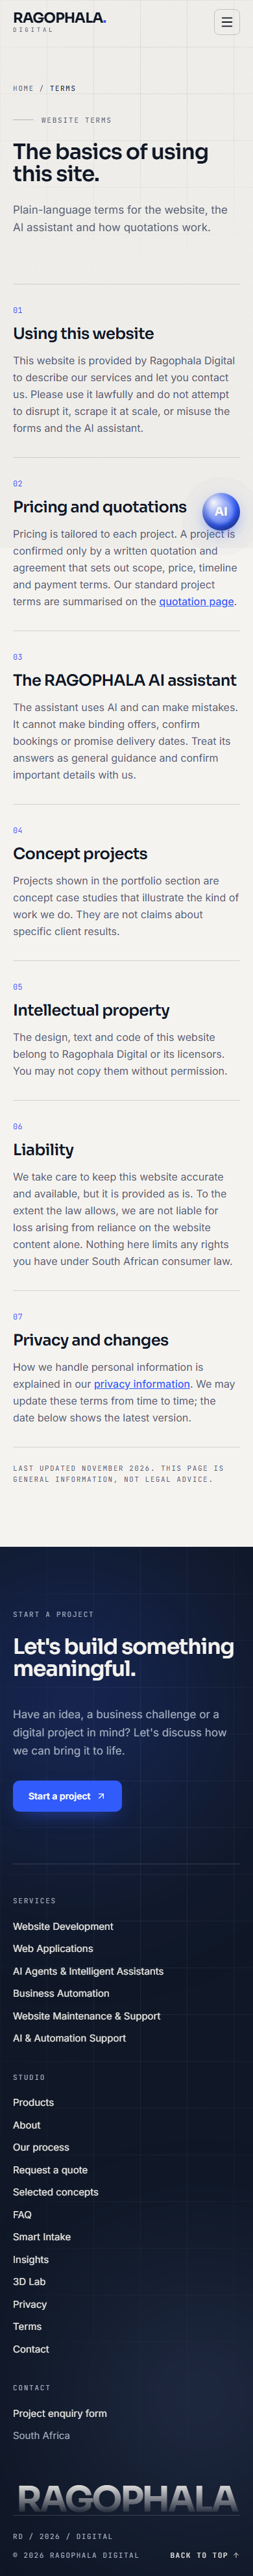 RAGOPHALA.
DIGITAL
HOME / TERMS
WEBSITE TERMS
The basics of using
this site.
Plain-language terms for the website, the
AI assistant and how quotations work.
01
Using this website
This website is provided by Ragophala Digital
to describe our services and let you contact
us. Please use it lawfully and do not attempt
to disrupt it, scrape it at scale, or misuse the
forms and the AI assistant.
02
Pricing and quotations
AI
Pricing is tailored to each project. A project is
confirmed only by a written quotation and
agreement that sets out scope, price, timeline
and payment terms. Our standard project
terms are summarised on the quotation page.
03
The RAGOPHALA AI assistant
The assistant uses AI and can make mistakes.
It cannot make binding offers, confirm
bookings or promise delivery dates. Treat its
answers as general guidance and confirm
important details with us.
04
Concept projects
Projects shown in the portfolio section are
concept case studies that illustrate the kind of
work we do. They are not claims about
specific client results.
05
Intellectual property
The design, text and code of this website
belong to Ragophala Digital or its licensors.
You may not copy them without permission.
06
Liability
We take care to keep this website accurate
and available, but it is provided as is. To the
extent the law allows, we are not liable for
loss arising from reliance on the website
content alone. Nothing here limits any rights
you have under South African consumer law.
07
Privacy and changes
How we handle personal information is
explained in our privacy information. We may
update these terms from time to time; the
date below shows the latest version.
LAST UPDATED NOVEMBER 2026. THIS PAGE IS
GENERAL INFORMATION, NOT LEGAL ADVICE.
START A PROJECT
Let's build something
meaningful.
Have an idea, a business challenge or a
digital project in mind? Let's discuss how
we can bring it to life.
Start a project ↗
SERVICES
Website Development
Web Applications
AI Agents & Intelligent Assistants
Business Automation
Website Maintenance & Support
AI & Automation Support
STUDIO
Products
About
Our process
Request a quote
Selected concepts
FAQ
Smart Intake
Insights
3D Lab
Privacy
Terms
Contact
CONTACT
Project enquiry form
South Africa
RAGOPHALA
RD / 2026 / DIGITAL
© 2026 RAGOPHALA DIGITAL BACK TO TOP ↑